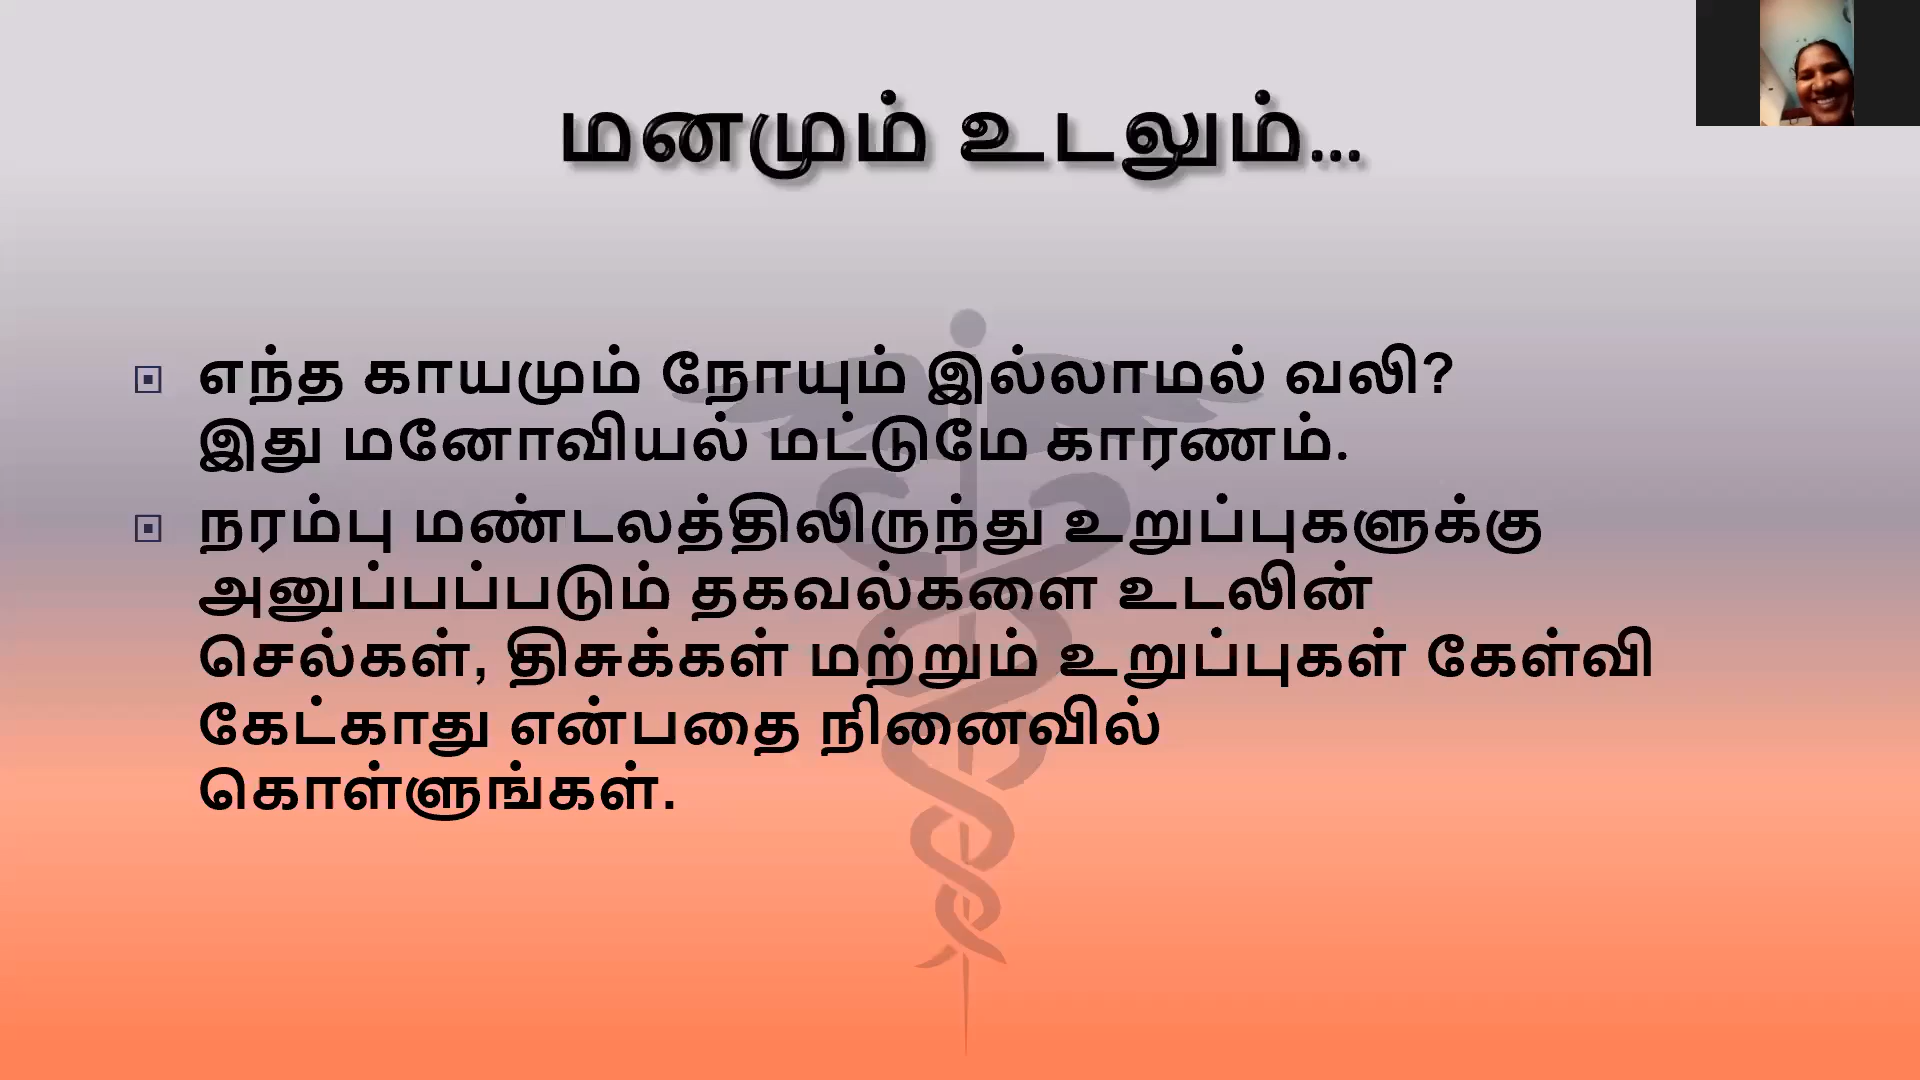 மனமும் உடலும்...
எந்த காயமும் நோயும் இல்லாமல் வலி?
இது மனோவியல் மட்டுமே காரணம்.
நரம்பு மண்டலத்திலிருந்து உறுப்புகளுக்கு
அனுப்பப்படும் தகவல்களை உடலின்
செல்கள், திசுக்கள் மற்றும் உறுப்புகள் கேள்வி
கேட்காது என்பதை நினைவில்
கொள்ளுங்கள்.